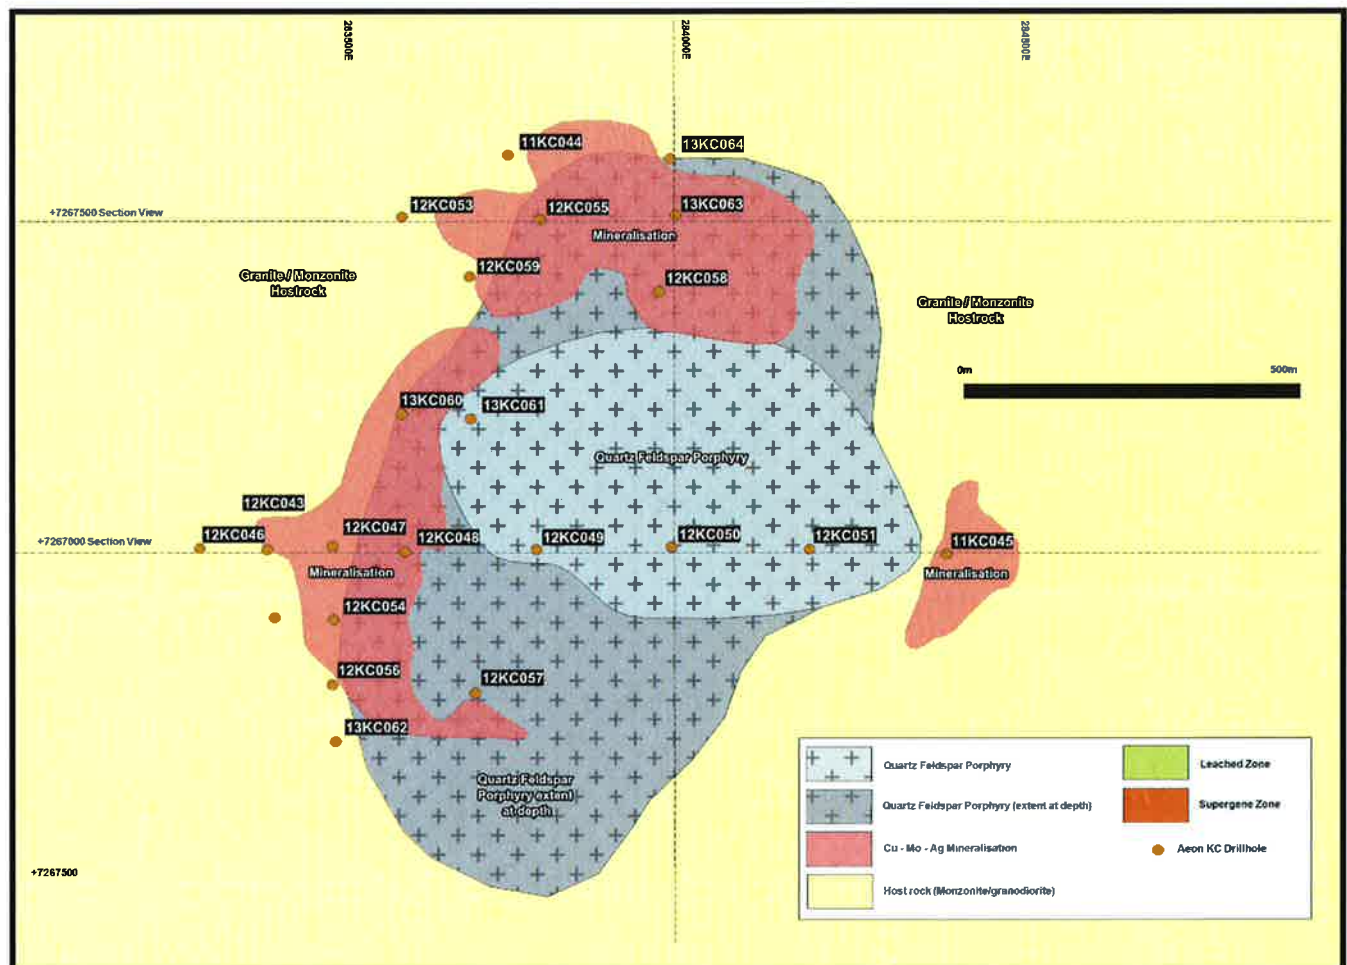 283500E
284000E
284500E
11KC044
13KC064
12KC053
12KC055
13KC063
+7267500 Section View
Mineralisation
12KC059
12KC058
Granite / Monzonite
Hostrock
Granite / Monzonite
Hostrock
0m
500m
13KC060
13KC061
Quartz Feldspar Porphyry
12KC043
12KC046
12KC047
12KC048
12KC049
12KC050
12KC051
11KC045
+7267000 Section View
Mineralisation
Mineralisation
12KC054
12KC056
12KC057
13KC062
Quartz Feldspar
Porphyry extent
at depth
Quartz Feldspar Porphyry
Leached Zone
Quartz Feldspar Porphyry (extent at depth)
Supergene Zone
Cu - Mo - Ag Mineralisation
Aeon KC Drillhole
Host rock (Monzonite/granodiorite)
+7267500